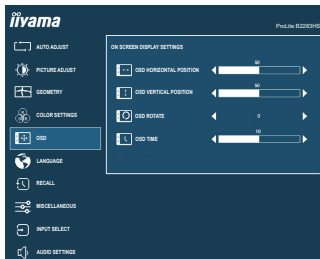 iiyama
ProLite B2283HS
AUTO ADJUST
PICTURE ADJUST
GEOMETRY
COLOR SETTINGS
OSD
LANGUAGE
RECALL
MISCELLANEOUS
INPUT SELECT
AUDIO SETTINGS
ON SCREEN DISPLAY SETTINGS
OSD HORIZONTAL POSITION
50
OSD VERTICAL POSITION
50
OSD ROTATE
0
OSD TIME
10